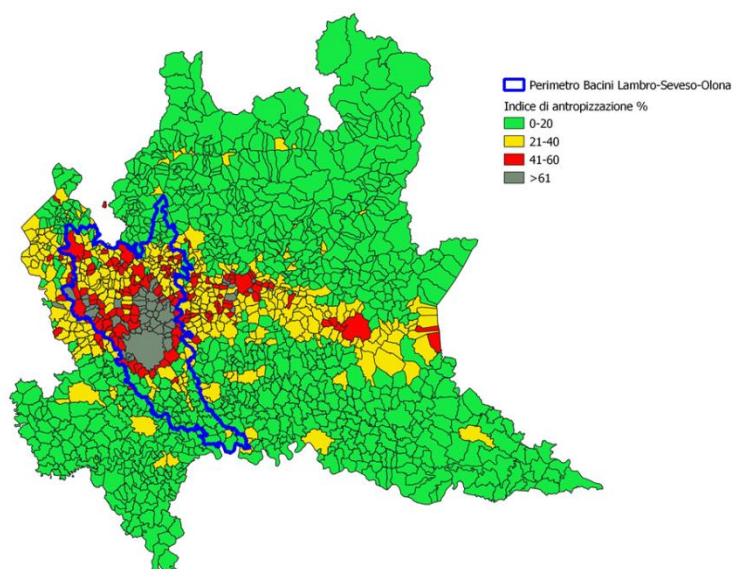 Perimetro Bacini Lambro-Seveso-Olona
Indice di antropizzazione %
0-20
21-40
41-60
>61